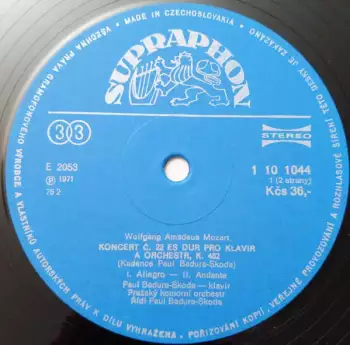 MADE IN CZECHOSLOVAKIA
VŠECHNA PRÁVA GRAMOFONOVÉHO VÝROBCE A VLASTNÍKŮ AUTORSKÝCH PRÁV K DÍLU VYHRAŽENA. POŘIZOVÁNÍ KOPIÍ, VEŘEJNÉ PROVOZOVÁNÍ A ROZHLASOVÉ ŠÍŘENÍ TÉTO DESKY JE ZAKÁZÁNO
SUPRAPHON
33
STEREO
E 2053
℗ 1971
76 2
1 10 1044
1 (2 strany)
Kčs 36,-
Wolfgang Amadeus Mozart
KONCERT Č. 22 ES DUR PRO KLAVÍR
A ORCHESTR, K. 482
(Kadence Paul Badura-Skoda)
I. Allegro — II. Andante
Paul Badura-Skoda — klavír
Pražský komorní orchestr
Řídí Paul Badura-Skoda